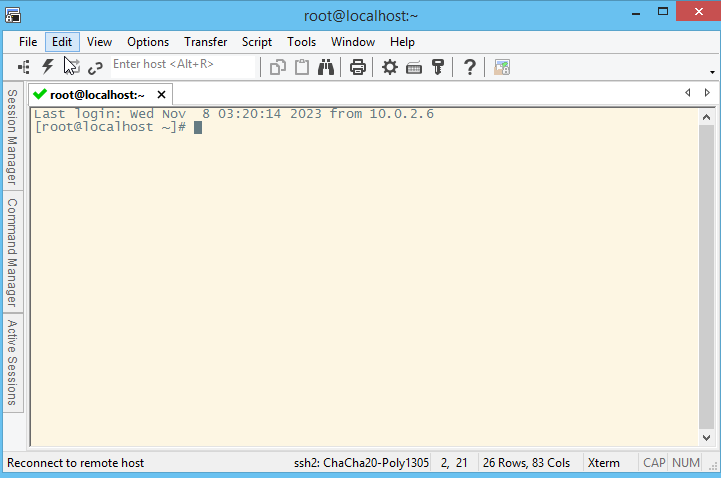 root@localhost:~
File Edit View Options Transfer Script Tools Window Help
Enter host <Alt+R>
root@localhost:~
Session Manager
Command Manager
Active Sessions
Last login: Wed Nov  8 03:20:14 2023 from 10.0.2.6
[root@localhost ~]#
Reconnect to remote host ssh2: ChaCha20-Poly1305 2, 21 26 Rows, 83 Cols Xterm CAP NUM